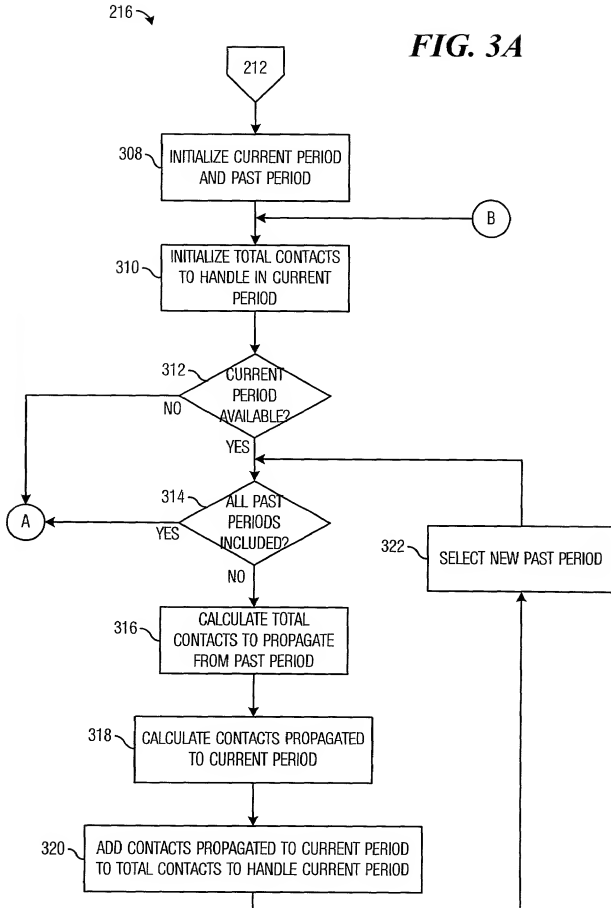 216
FIG. 3A
212
308
INITIALIZE CURRENT PERIOD
AND PAST PERIOD
B
310
INITIALIZE TOTAL CONTACTS
TO HANDLE IN CURRENT
PERIOD
312
CURRENT
PERIOD
AVAILABLE?
NO
YES
314
ALL PAST
PERIODS
INCLUDED?
A
YES
NO
322
SELECT NEW PAST PERIOD
316
CALCULATE TOTAL
CONTACTS TO PROPAGATE
FROM PAST PERIOD
318
CALCULATE CONTACTS PROPAGATED
TO CURRENT PERIOD
320
ADD CONTACTS PROPAGATED TO CURRENT PERIOD
TO TOTAL CONTACTS TO HANDLE CURRENT PERIOD